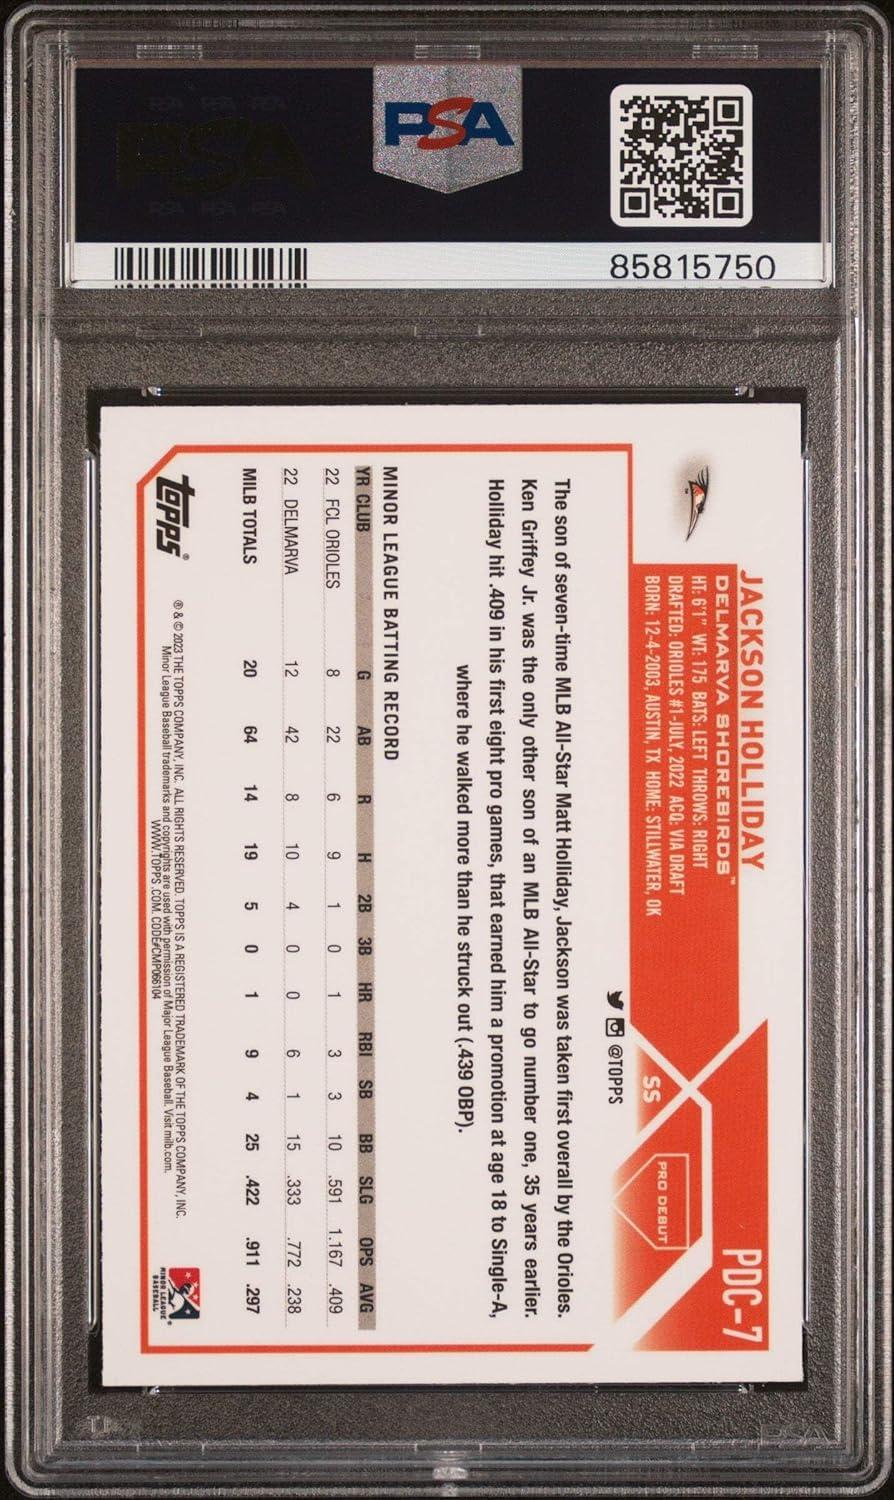 PSA
85815750
JACKSON HOLLIDAY
DELMARVA SHOREBIRDS™
HT: 6'1" WT: 175 BATS: LEFT THROWS: RIGHT
DRAFTED: ORIOLES #1-JULY, 2022 ACQ: VIA DRAFT
BORN: 12-4-2003, AUSTIN, TX HOME: STILLWATER, OK
@TOPPS
SS
PRO DEBUT
PDC-7
The son of seven-time MLB All-Star Matt Holliday, Jackson was taken first overall by the Orioles.
Ken Griffey Jr. was the only other son of an MLB All-Star to go number one, 35 years earlier.
Holliday hit .409 in his first eight pro games, that earned him a promotion at age 18 to Single-A,
where he walked more than he struck out (.439 OBP).
MINOR LEAGUE BATTING RECORD
YR CLUB G AB R H 2B 3B HR RBI SB BB SLG OPS AVG
22 FCL ORIOLES 8 22 6 9 1 0 1 3 3 10 .591 1.167 .409
22 DELMARVA 12 42 8 10 4 0 0 6 1 15 .333 .772 .238
MILB TOTALS 20 64 14 19 5 0 1 9 4 25 .422 .911 .297
topps®
® & © 2023 THE TOPPS COMPANY, INC. ALL RIGHTS RESERVED. TOPPS IS A REGISTERED TRADEMARK OF THE TOPPS COMPANY, INC.
Minor League Baseball trademarks and copyrights are used with permission of Major League Baseball. Visit milb.com.
WWW.TOPPS.COM. CODE#CMP066104
MINOR LEAGUE
BASEBALL®
PSA